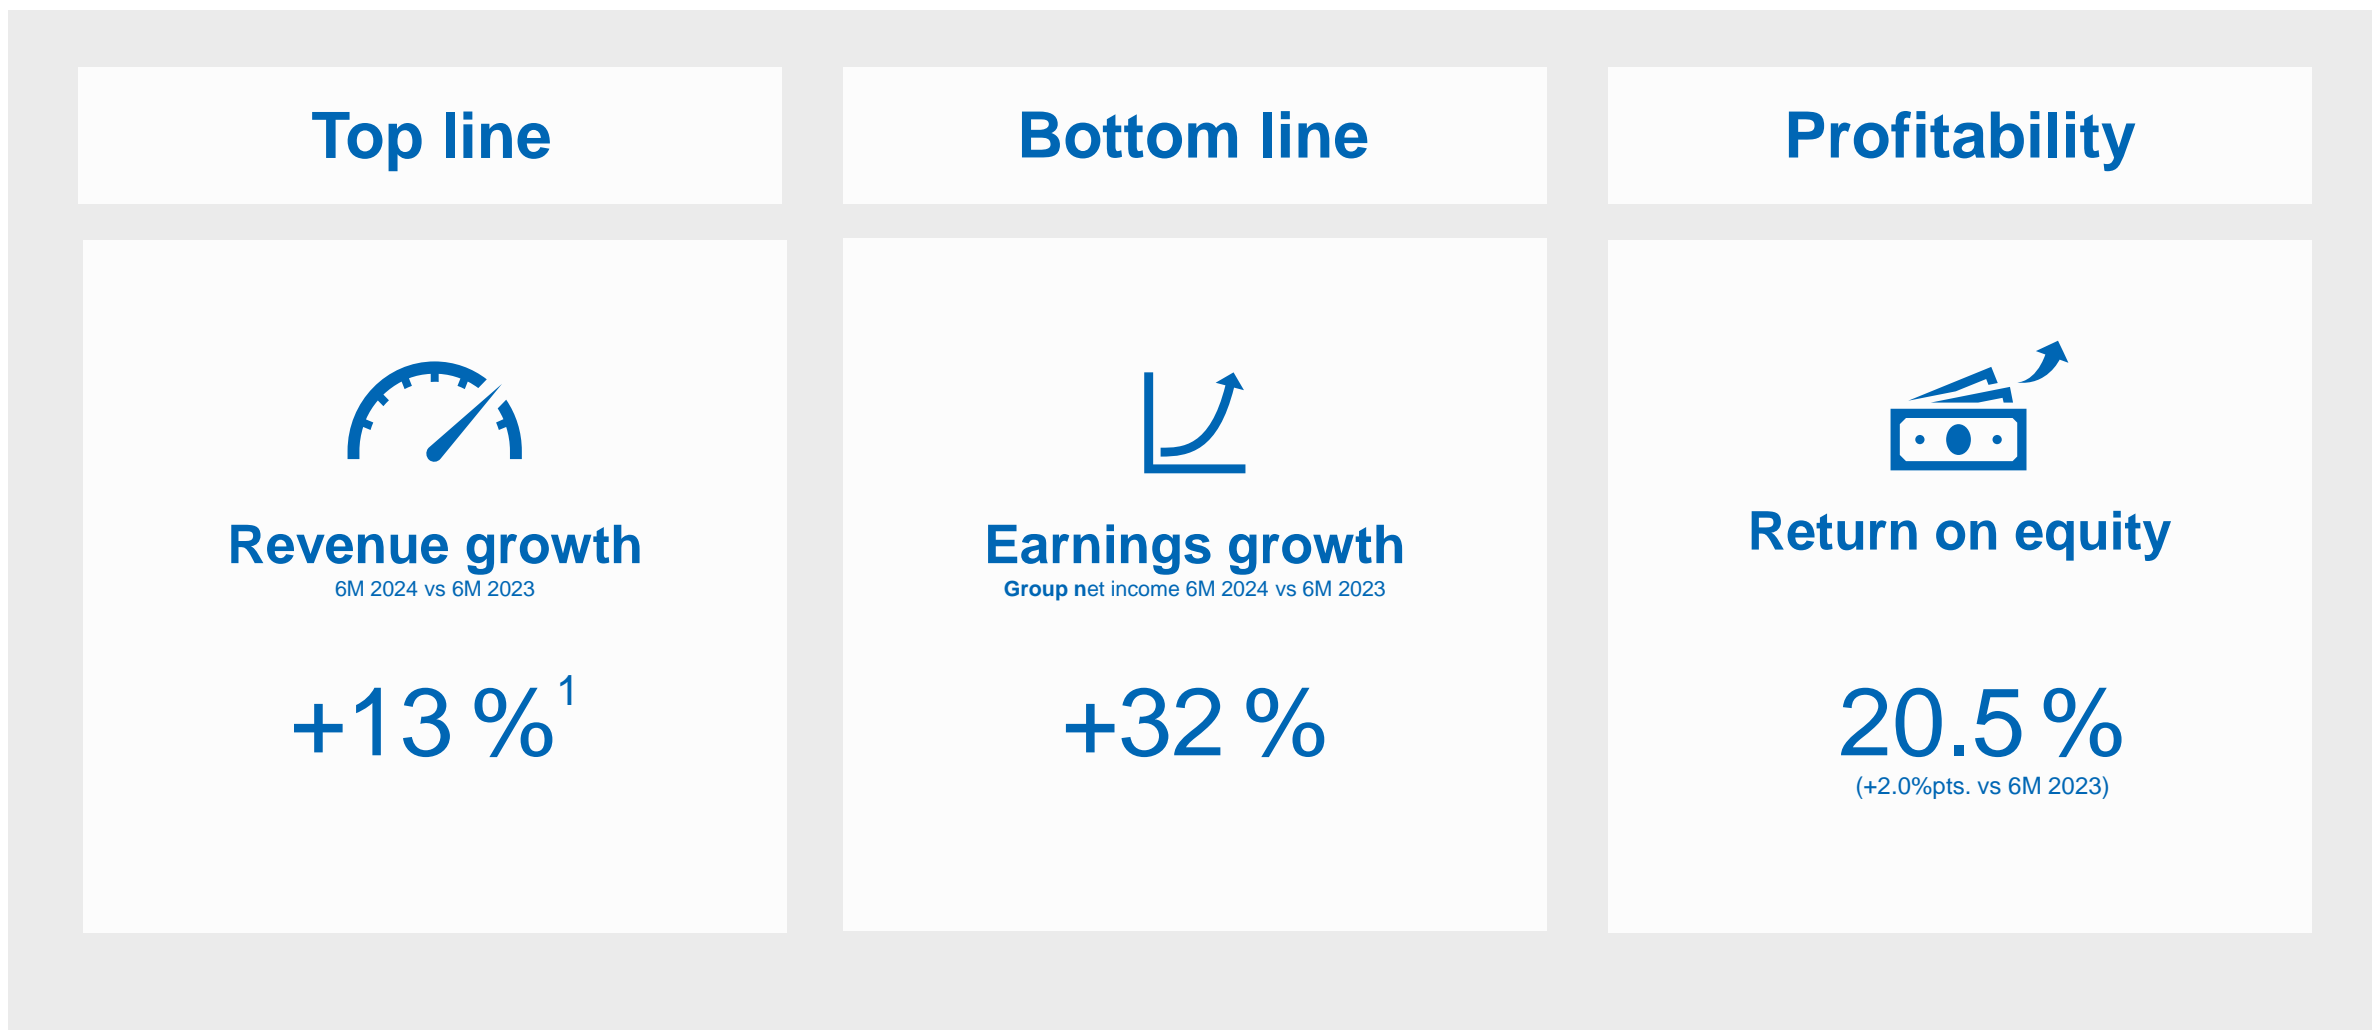 Top line
Bottom line
Profitability
Revenue growth
6M 2024 vs 6M 2023
+13 %1
Earnings growth
Group net income 6M 2024 vs 6M 2023
+32 %
Return on equity
20.5 %
(+2.0%pts. vs 6M 2023)